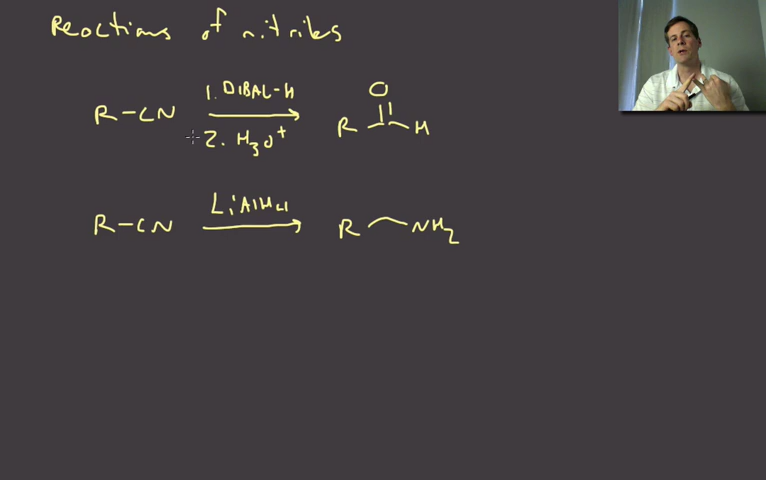 Reactions of nitriles
R-CN 1. DIBAL-H 2. H3O+ O R H
R-CN LiAlH4 R NH2